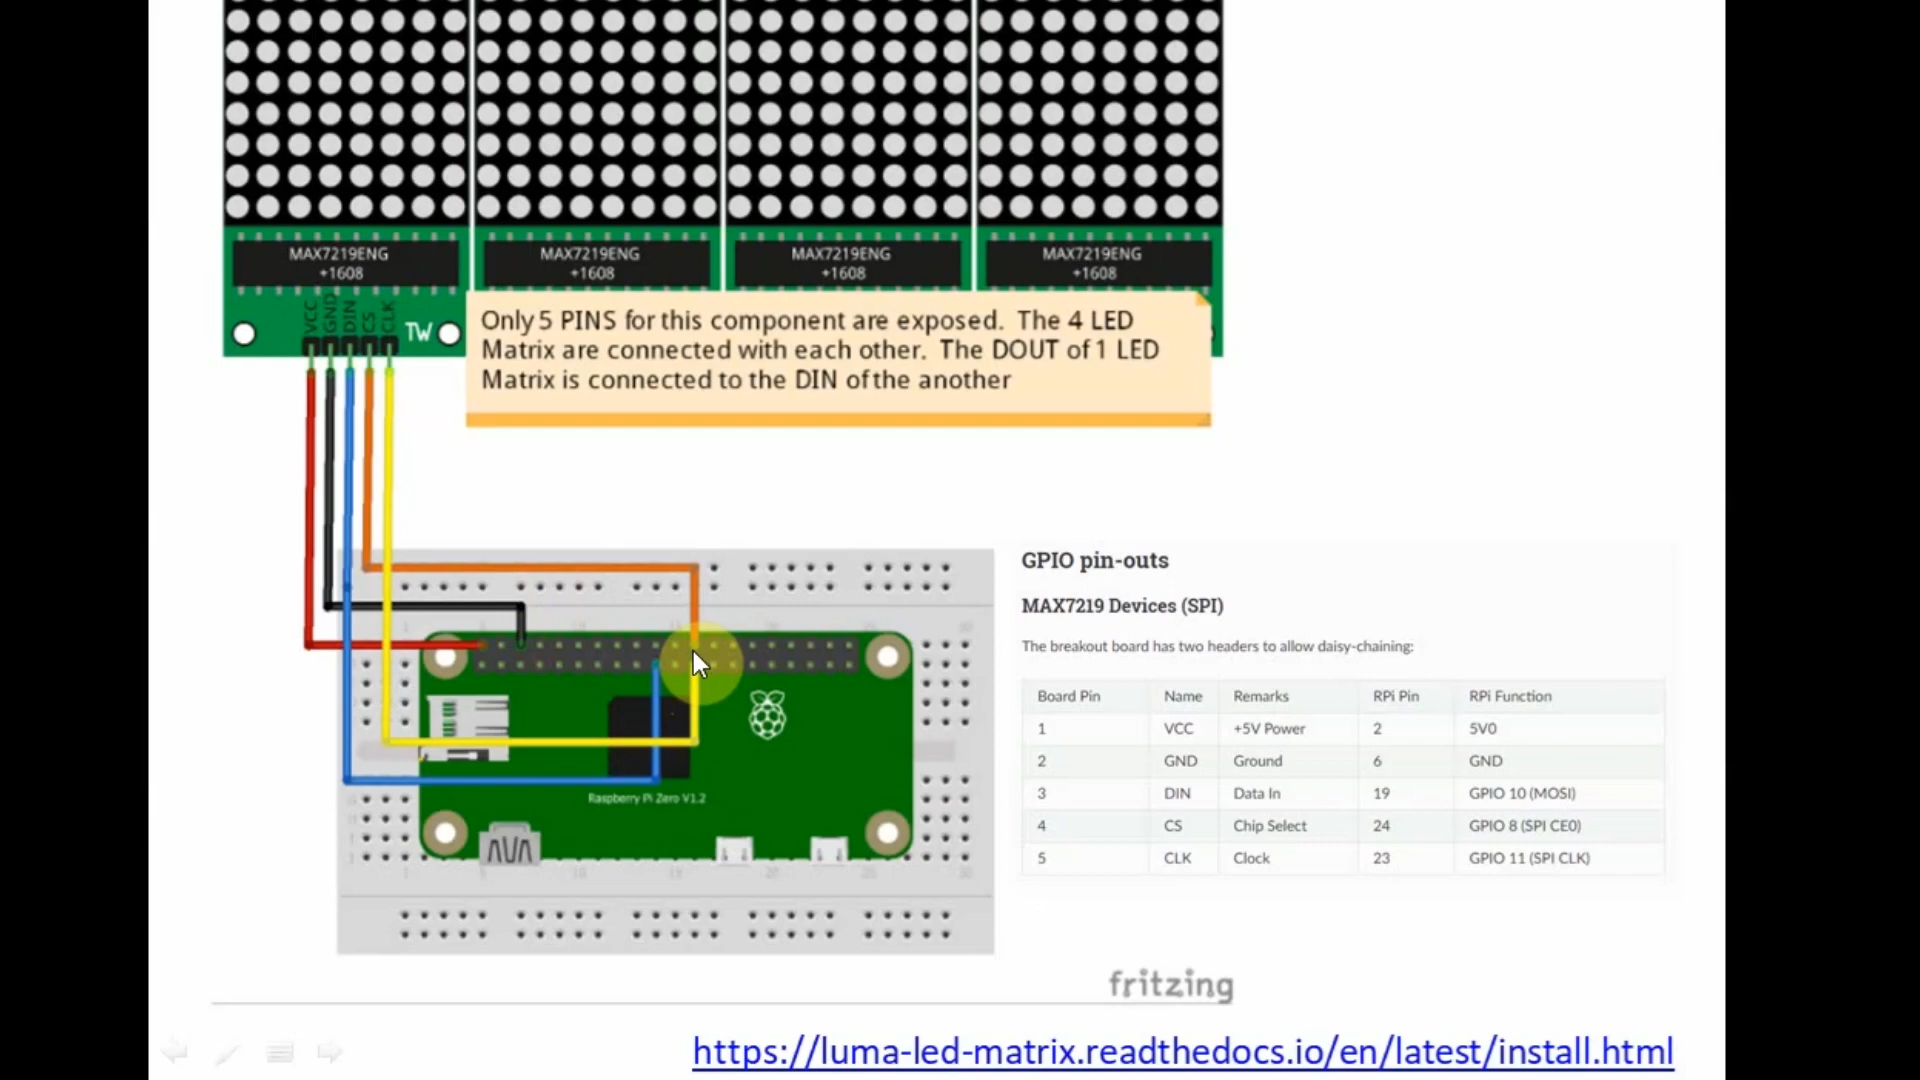 MAX7219ENG
+1608
MAX7219ENG
+1608
MAX7219ENG
+1608
MAX7219ENG
+1608
VCC
GND
DIN
CS
CLK
TW
Only 5 PINS for this component are exposed. The 4 LED
Matrix are connected with each other. The DOUT of 1 LED
Matrix is connected to the DIN of the another
Raspberry Pi Zero V1.2
GPIO pin-outs
MAX7219 Devices (SPI)
The breakout board has two headers to allow daisy-chaining:
Board Pin Name Remarks RPi Pin RPi Function
1 VCC +5V Power 2 5V0
2 GND Ground 6 GND
3 DIN Data In 19 GPIO 10 (MOSI)
4 CS Chip Select 24 GPIO 8 (SPI CE0)
5 CLK Clock 23 GPIO 11 (SPI CLK)
fritzing
https://luma-led-matrix.readthedocs.io/en/latest/install.html